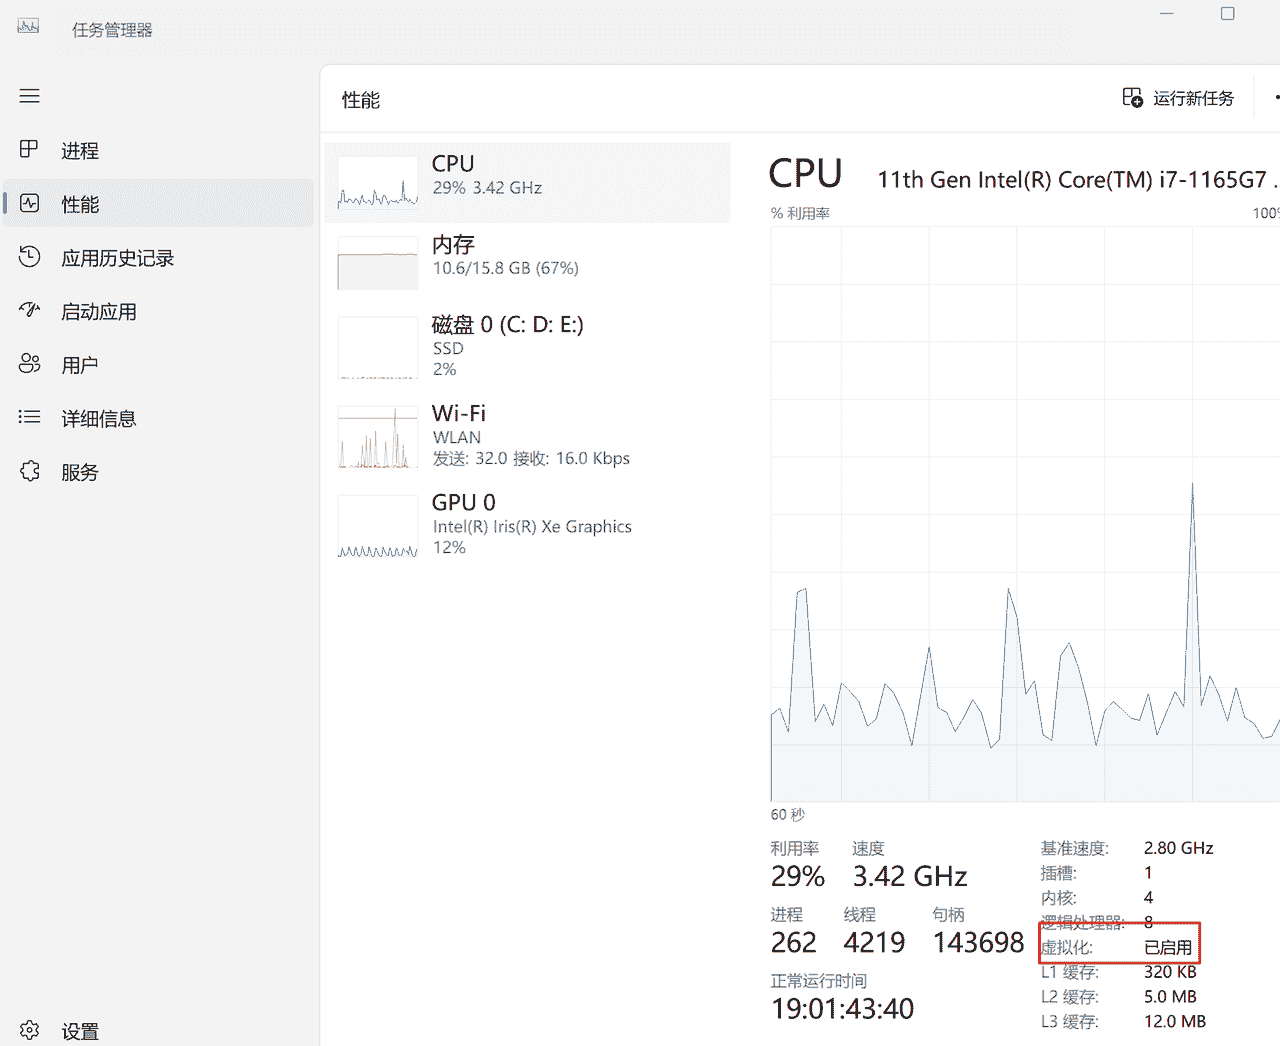 任务管理器
性能
运行新任务
进程
性能
应用历史记录
启动应用
用户
详细信息
服务
设置
CPU
29% 3.42 GHz
内存
10.6/15.8 GB (67%)
磁盘 0 (C: D: E:)
SSD
2%
Wi-Fi
WLAN
发送: 32.0 接收: 16.0 Kbps
GPU 0
Intel(R) Iris(R) Xe Graphics
12%
CPU 11th Gen Intel(R) Core(TM) i7-1165G7 ..
% 利用率 100%
60 秒
利用率 速度
29% 3.42 GHz
进程 线程 句柄
262 4219 143698
正常运行时间
19:01:43:40
基准速度: 2.80 GHz
插槽: 1
内核: 4
逻辑处理器: 8
虚拟化: 已启用
L1 缓存: 320 KB
L2 缓存: 5.0 MB
L3 缓存: 12.0 MB